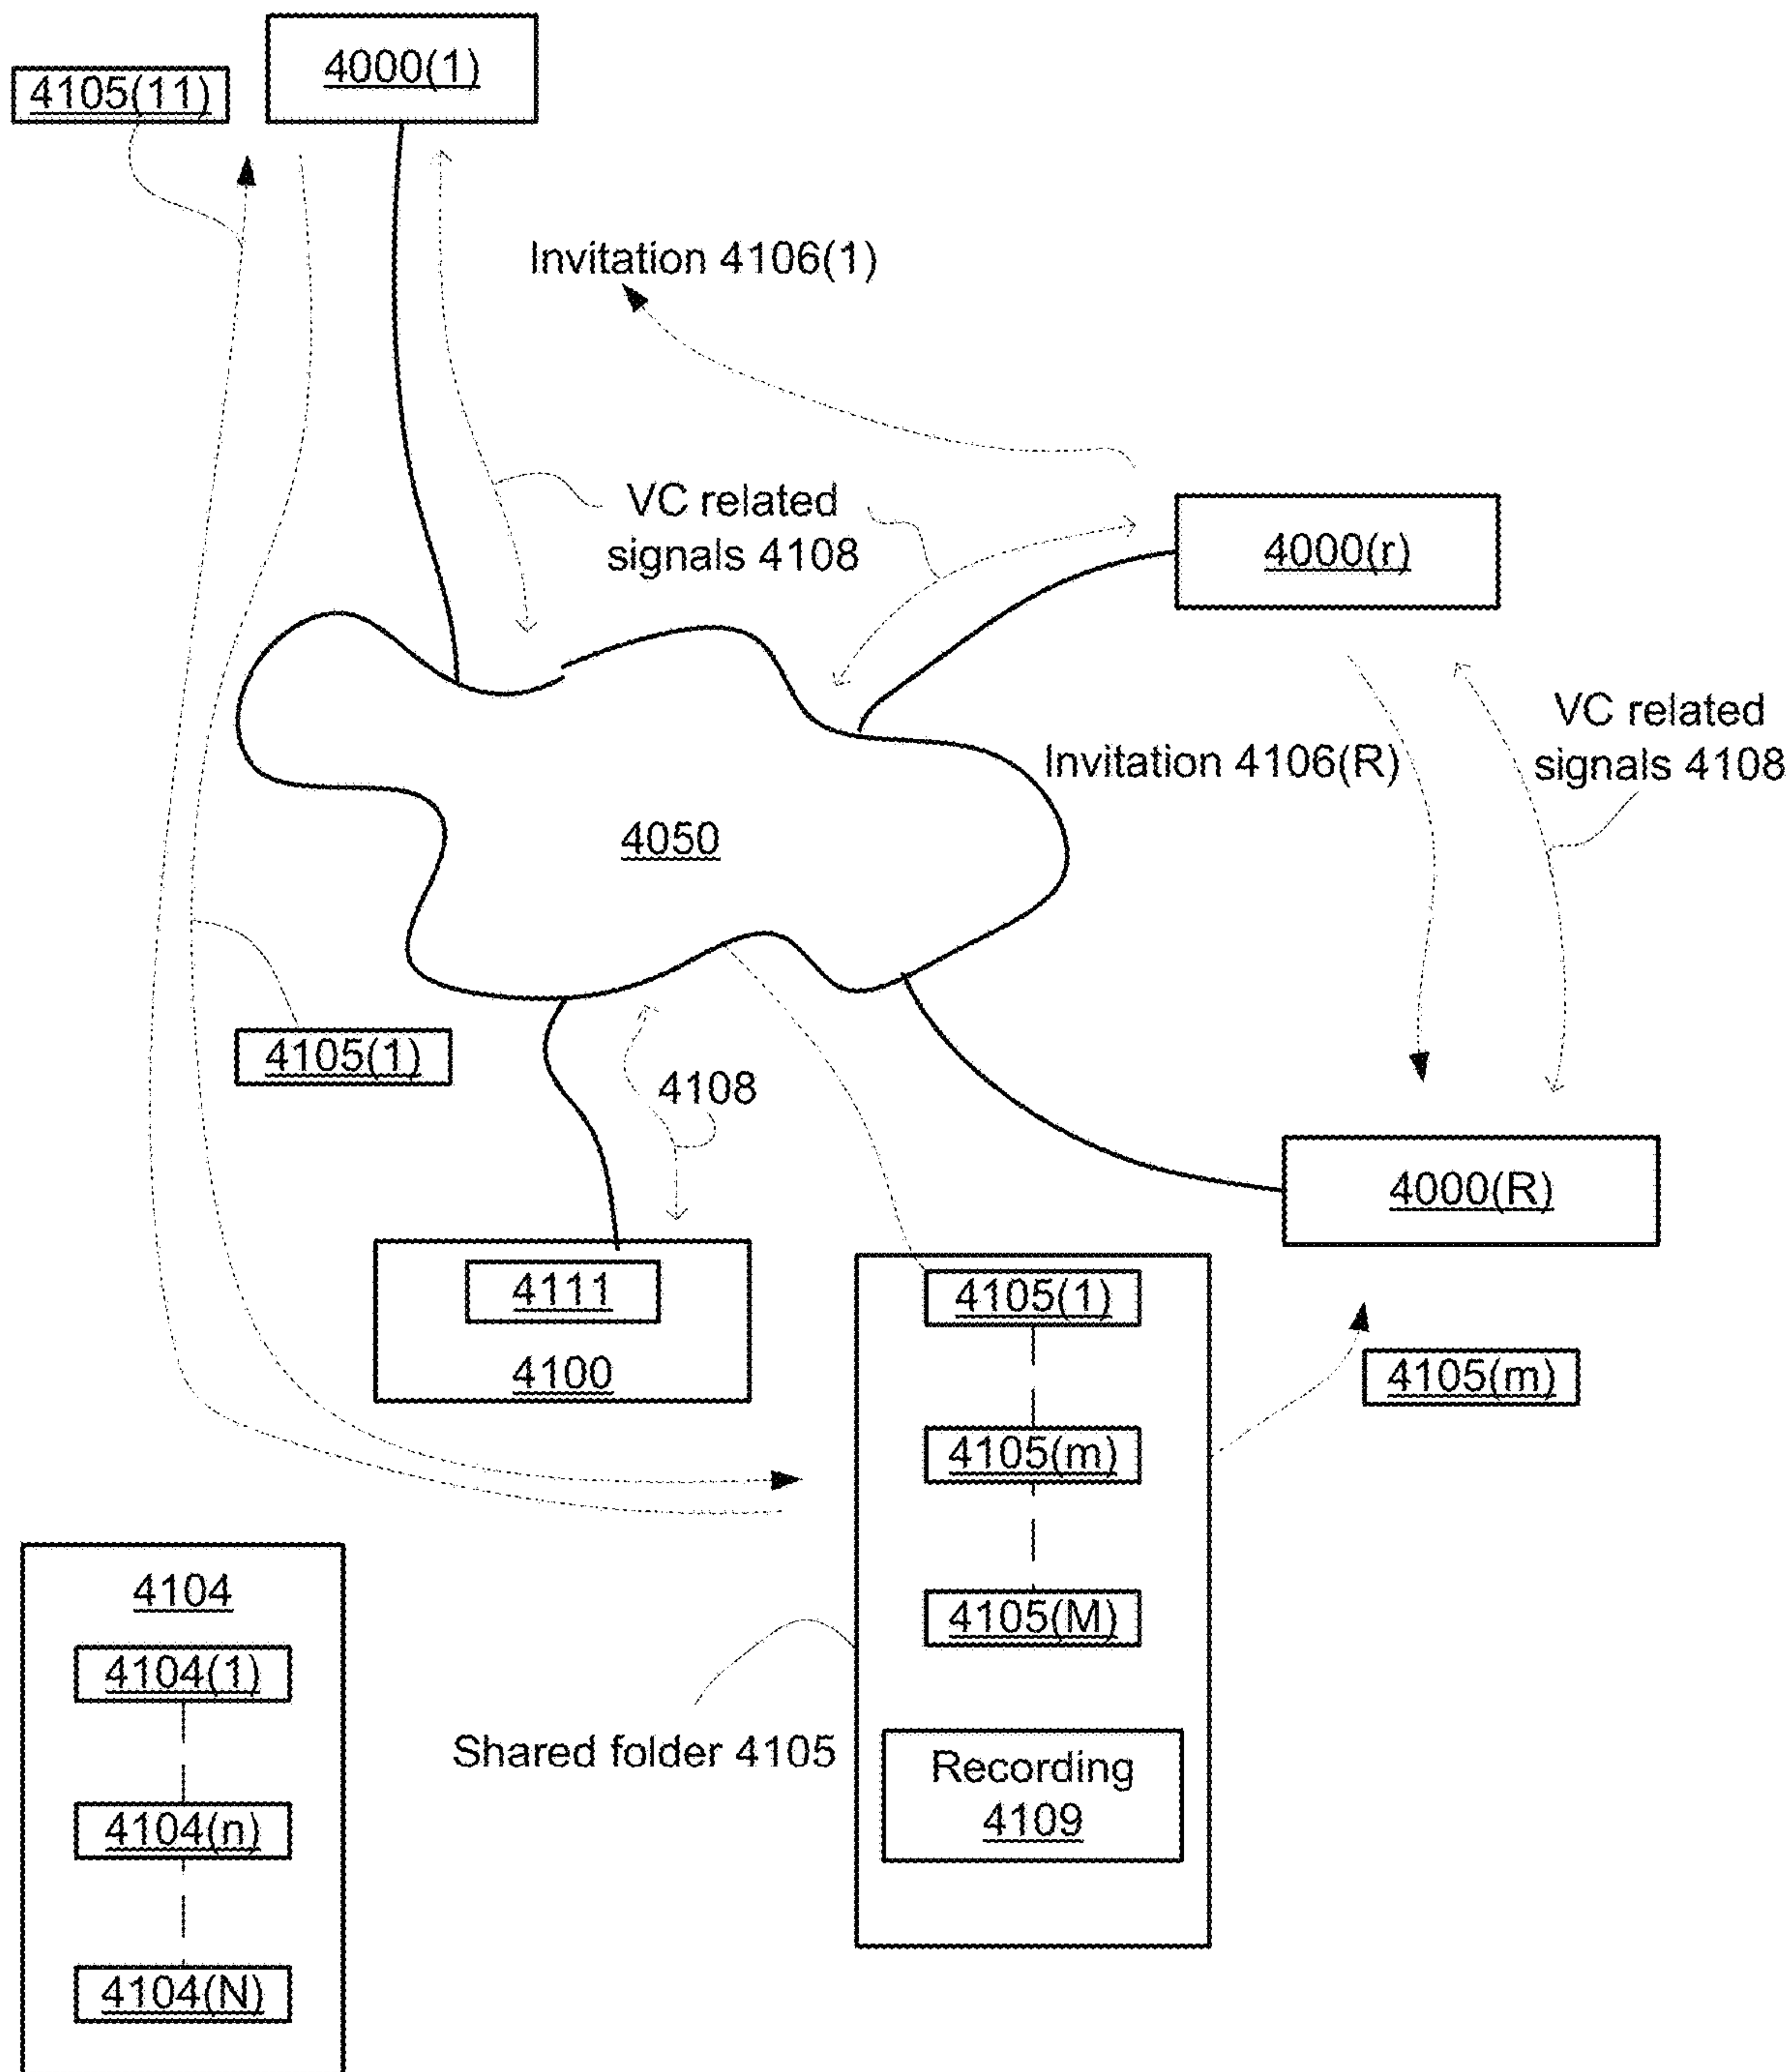 4000(1)
4105(11)
Invitation 4106(1)
VC related
signals 4108
4000(r)
VC related
signals 4108
Invitation 4106(R)
4050
4105(1)
4108
4000(R)
4111
4100
4105(1)
4105(m)
4105(m)
4105(M)
4104
4104(1)
Shared folder 4105
Recording
4109
4104(n)
4104(N)